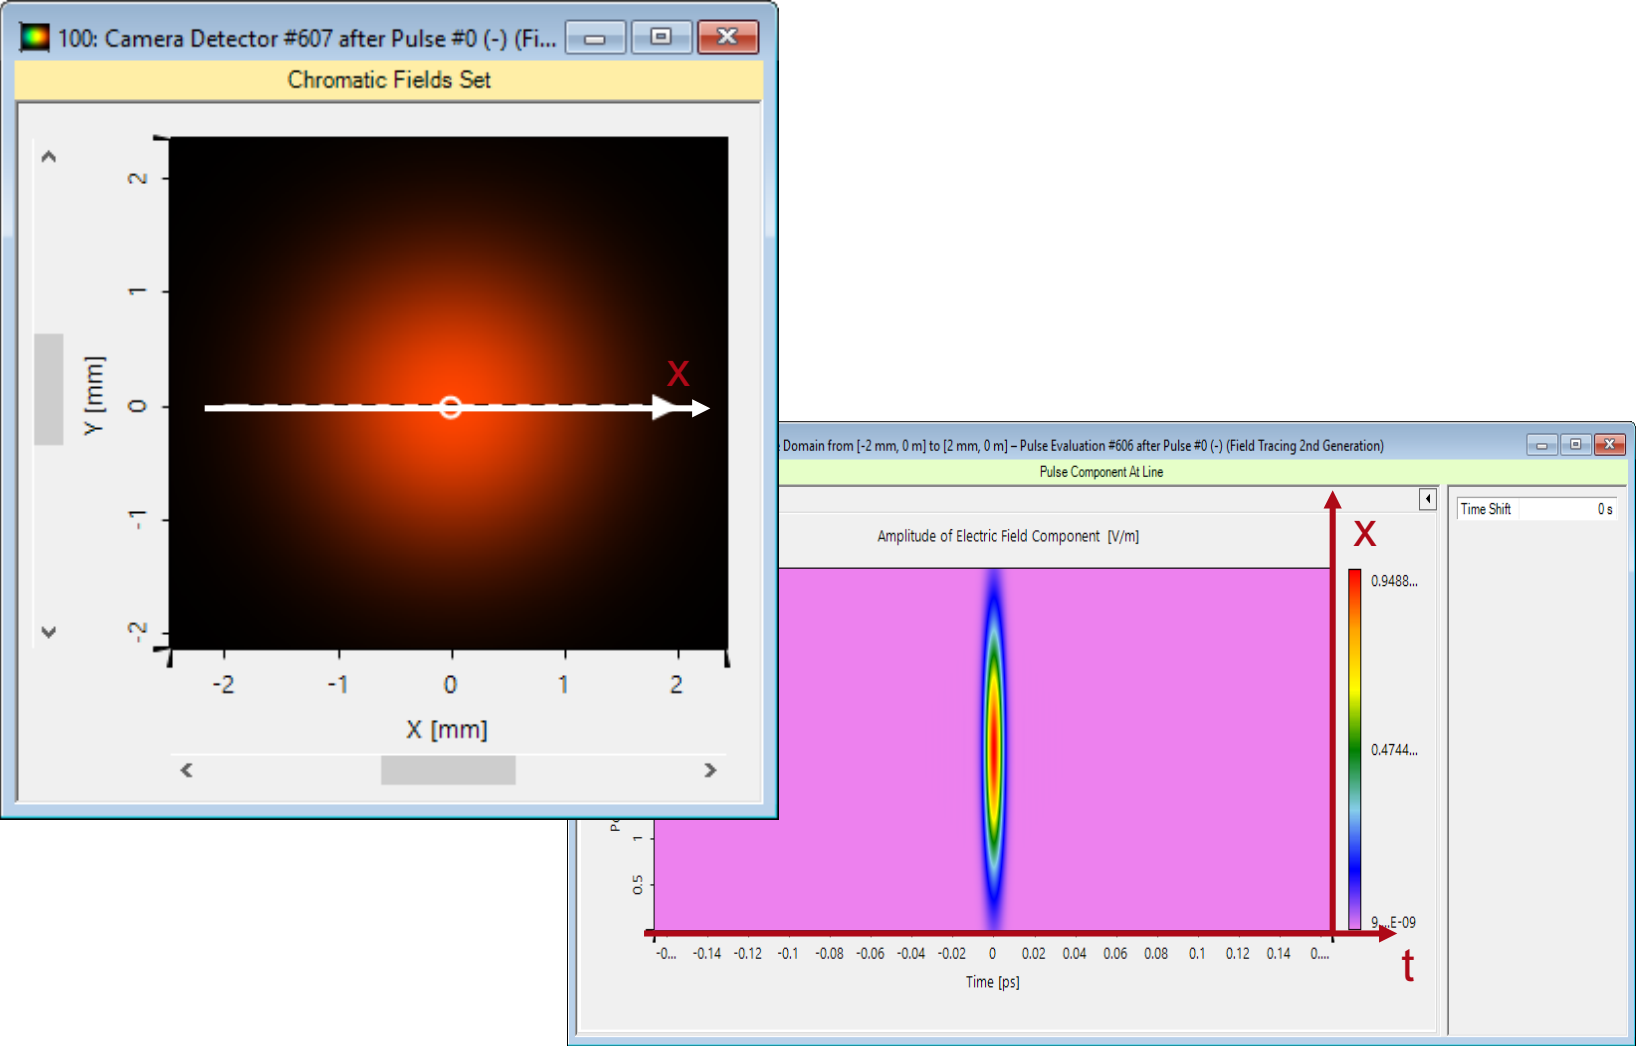 100: Camera Detector #607 after Pulse #0 (-) (Fi...
Chromatic Fields Set
2
1
0
-1
-2
Y [mm]
X
-2 -1 0 1 2
X [mm]
Domain from [-2 mm, 0 m] to [2 mm, 0 m] – Pulse Evaluation #606 after Pulse #0 (-) (Field Tracing 2nd Generation)
Pulse Component At Line
Time Shift 0 s
Amplitude of Electric Field Component [V/m]
X
0.9488...
0.4744...
9....E-09
1
0.5
-0... -0.14 -0.12 -0.1 -0.08 -0.06 -0.04 -0.02 0 0.02 0.04 0.06 0.08 0.1 0.12 0.14 0....
t
Time [ps]